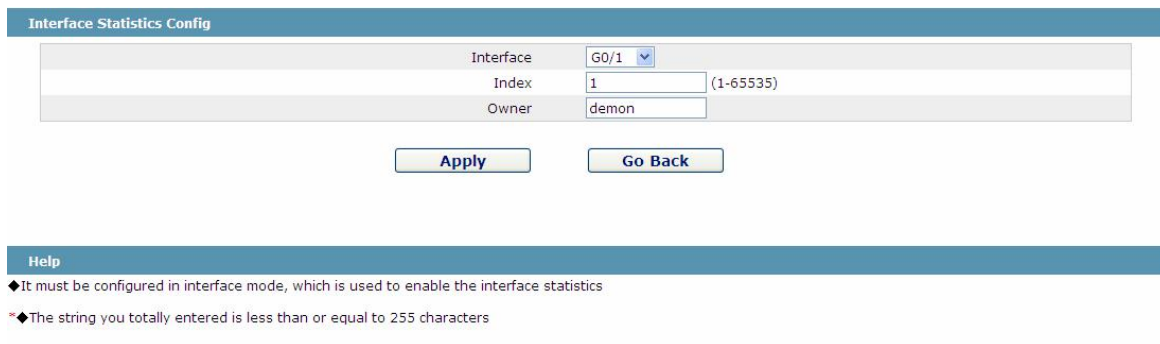 Interface Statistics Config
Interface G0/1
Index 1 (1-65535)
Owner demon
Apply Go Back
Help
◆It must be configured in interface mode, which is used to enable the interface statistics
*◆The string you totally entered is less than or equal to 255 characters